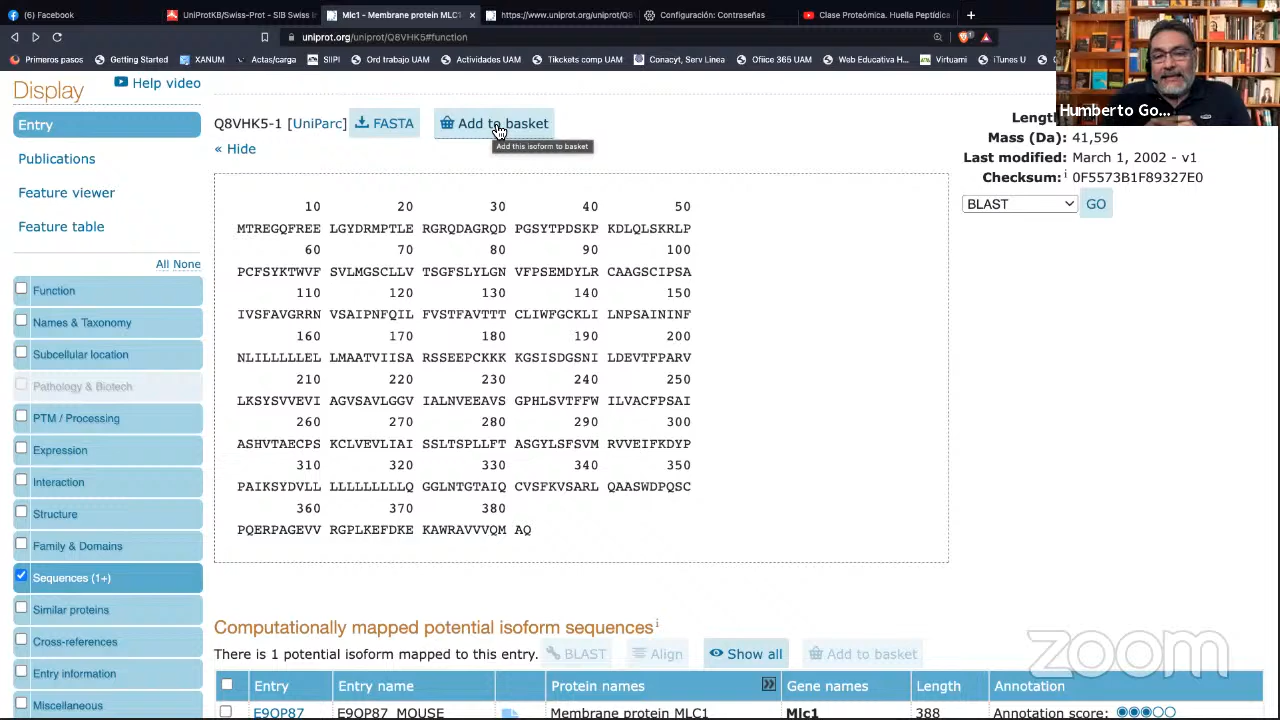 (6) Facebook
UniProtKB/Swiss-Prot - SIB Swiss I
Mlc1 - Membrane protein MLC1
https://www.uniprot.org/uniprot/Q8VH
Configuración: Contraseñas
Clase Proteómica. Huella Peptídica
uniprot.org/uniprot/Q8VHK5#function
Primeros pasos
Getting Started
XANUM
Actas/carga
SIIPI
Ord trabajo UAM
Actividades UAM
Tikckets comp UAM
Conacyt, Serv Linea
Oficce 365 UAM
Web Educativa H...
Virtuami
iTunes U
Humberto Go...
Display
Help video
Entry
Publications
Feature viewer
Feature table
All None
Function
Names & Taxonomy
Subcellular location
Pathology & Biotech
PTM / Processing
Expression
Interaction
Structure
Family & Domains
Sequences (1+)
Similar proteins
Cross-references
Entry information
Miscellaneous
Q8VHK5-1 [UniParc] FASTA Add to basket
Add this isoform to basket
« Hide
Mass (Da): 41,596
Last modified: March 1, 2002 - v1
Checksum: i 0F5573B1F89327E0
BLAST GO
10 20 30 40 50
MTREGQFREE LGYDRMPTLE RGRQDAGRQD PGSYTPDSKP KDLQLSKRLP
60 70 80 90 100
PCFSYKTWVF SVLMGSCLLV TSGFSLYLGN VFPSEMDYLR CAAGSCIPSA
110 120 130 140 150
IVSFAVGRRN VSAIPNFQIL FVSTFAVTTT CLIWFGCKLI LNPSAININF
160 170 180 190 200
NLILLLLLEL LMAATVIISA RSSEEPCKKK KGSISDGSNI LDEVTFPARV
210 220 230 240 250
LKSYSVVEVI AGVSAVLGGV IALNVEEAVS GPHLSVTFFW ILVACFPSAI
260 270 280 290 300
ASHVTAECPS KCLVEVLIAI SSLTSPLLFT ASGYLSFSVM RVVEIFKDYP
310 320 330 340 350
PAIKSYDVLL LLLLLLLLLQ GGLNTGTAIQ CVSFKVSARL QAASWDPQSC
360 370 380
PQERPAGEVV RGPLKEFDKE KAWRAVVVQM AQ
Computationally mapped potential isoform sequences i
There is 1 potential isoform mapped to this entry. BLAST Align Show all Add to basket
Entry Entry name Protein names Gene names Length Annotation
E9QP87 E9QP87_MOUSE Membrane protein MLC1 Mlc1 388 Annotation score:
zoom